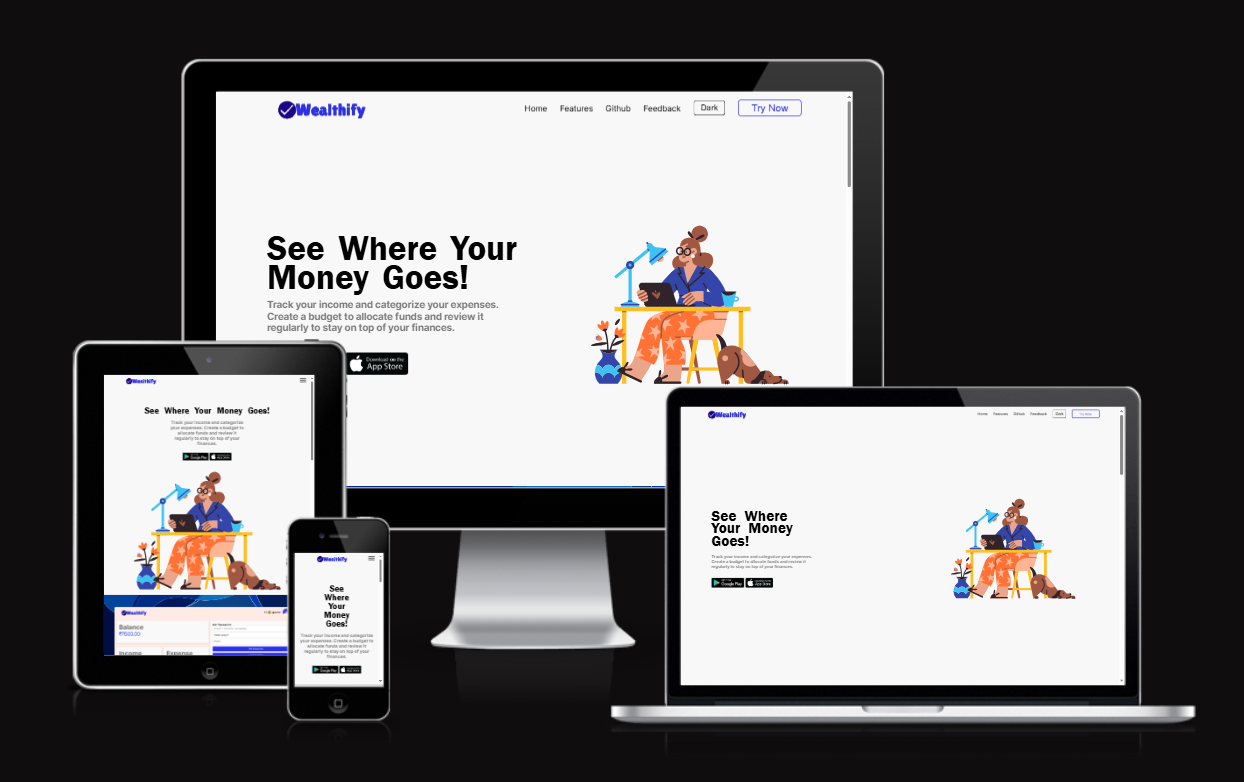 Wealthify
Home Features Github Feedback Dark Try Now
See Where Your
Money Goes!
Track your income and categorize your expenses.
Create a budget to allocate funds and review it
regularly to stay on top of your finances.
Download on the
App Store
Wealthify
See Where Your Money Goes!
Track your income and categorize
your expenses. Create a budget to
allocate funds and review it
regularly to stay on top of your
finances.
Google Play
App Store
Wealthify
Balance
₹7600.00
Income Expense
Wealthify
See
Where
Your
Money
Goes!
Track your income and categorize
your expenses. Create a budget to
allocate funds and review it
regularly to stay on top of your
finances.
Google Play
App Store
Wealthify
Home Features Github Feedback Dark Try Now
See Where
Your Money
Goes!
Track your income and categorize your expenses.
Create a budget to allocate funds and review it
regularly to stay on top of your finances.
Google Play
App Store